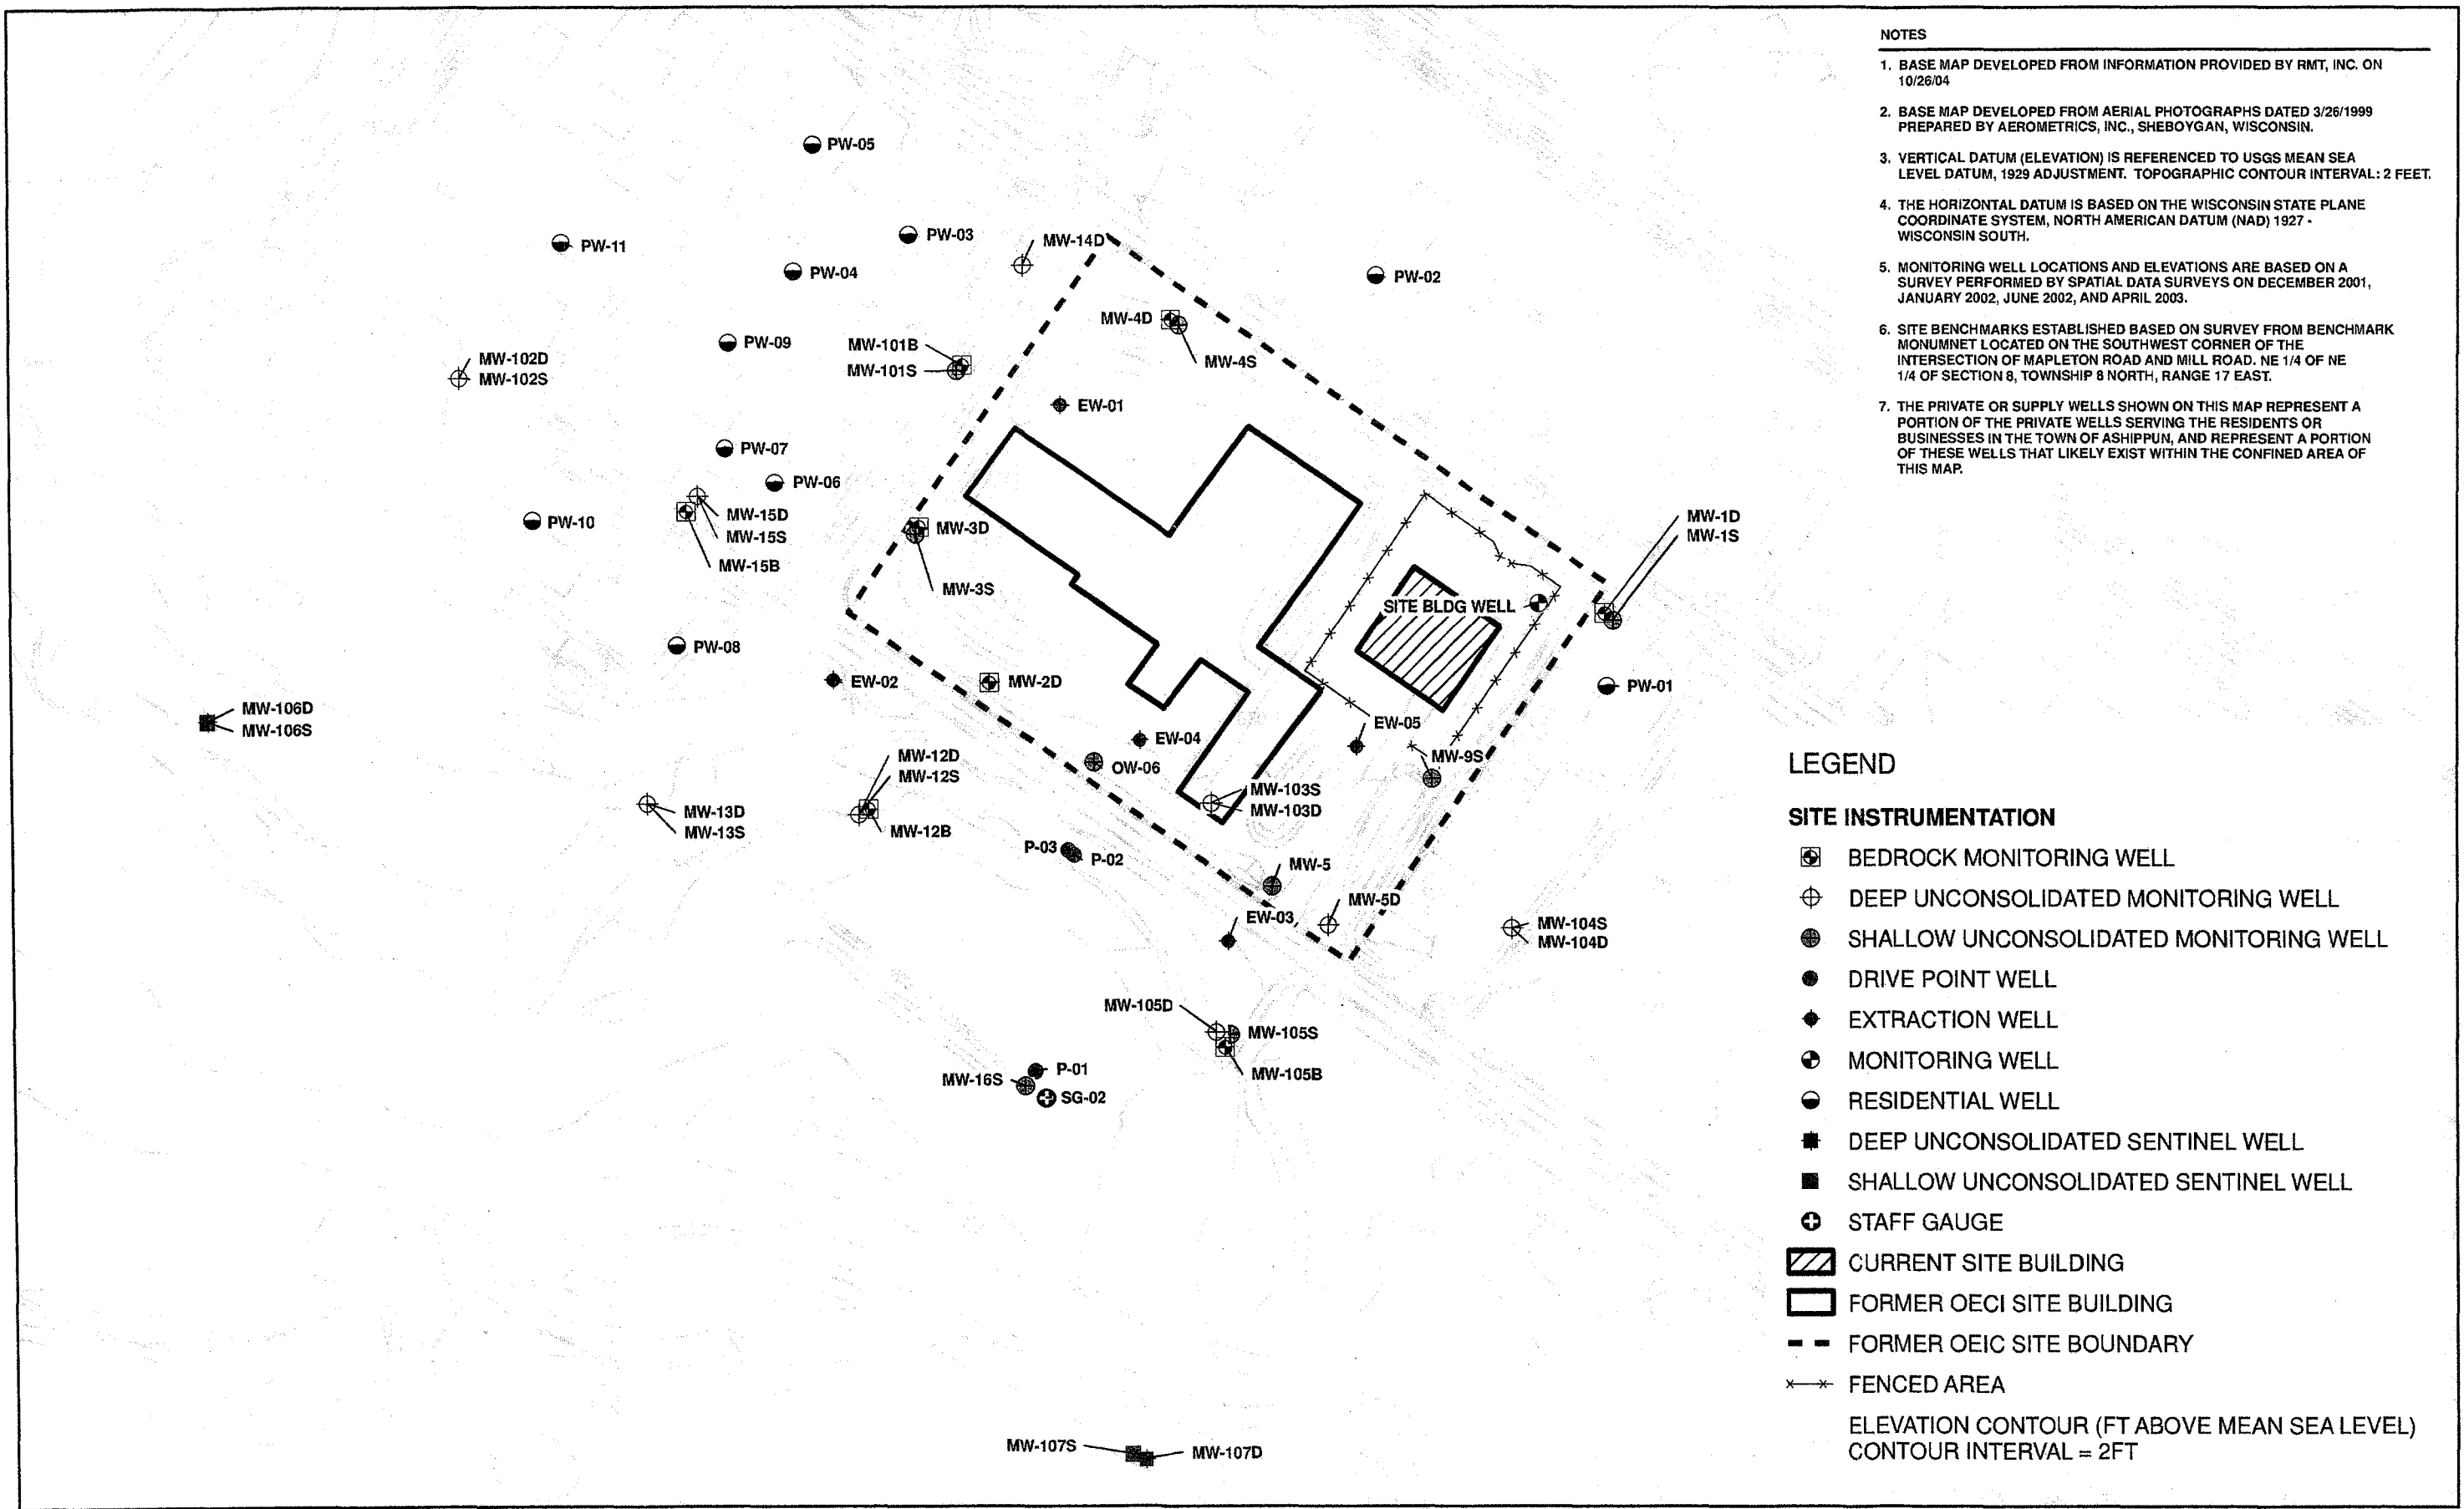 NOTES
1. BASE MAP DEVELOPED FROM INFORMATION PROVIDED BY RMT, INC. ON
10/26/04
2. BASE MAP DEVELOPED FROM AERIAL PHOTOGRAPHS DATED 3/26/1999
PREPARED BY AEROMETRICS, INC., SHEBOYGAN, WISCONSIN.
3. VERTICAL DATUM (ELEVATION) IS REFERENCED TO USGS MEAN SEA
LEVEL DATUM, 1929 ADJUSTMENT. TOPOGRAPHIC CONTOUR INTERVAL: 2 FEET.
4. THE HORIZONTAL DATUM IS BASED ON THE WISCONSIN STATE PLANE
COORDINATE SYSTEM, NORTH AMERICAN DATUM (NAD) 1927 -
WISCONSIN SOUTH.
5. MONITORING WELL LOCATIONS AND ELEVATIONS ARE BASED ON A
SURVEY PERFORMED BY SPATIAL DATA SURVEYS ON DECEMBER 2001,
JANUARY 2002, JUNE 2002, AND APRIL 2003.
6. SITE BENCHMARKS ESTABLISHED BASED ON SURVEY FROM BENCHMARK
MONUMNET LOCATED ON THE SOUTHWEST CORNER OF THE
INTERSECTION OF MAPLETON ROAD AND MILL ROAD. NE 1/4 OF NE
1/4 OF SECTION 8, TOWNSHIP 8 NORTH, RANGE 17 EAST.
7. THE PRIVATE OR SUPPLY WELLS SHOWN ON THIS MAP REPRESENT A
PORTION OF THE PRIVATE WELLS SERVING THE RESIDENTS OR
BUSINESSES IN THE TOWN OF ASHIPPUN, AND REPRESENT A PORTION
OF THESE WELLS THAT LIKELY EXIST WITHIN THE CONFINED AREA OF
THIS MAP.
PW-05
PW-11
PW-03
MW-14D
PW-04
PW-02
MW-4D
PW-09
MW-101B
MW-102D
MW-4S
MW-101S
MW-102S
EW-01
PW-07
PW-06
MW-15D
MW-1D
PW-10
MW-3D
MW-15S
MW-1S
MW-15B
MW-3S
SITE BLDG WELL
PW-08
EW-02
MW-2D
PW-01
MW-106D
MW-106S
EW-05
EW-04
MW-12D
MW-9S
OW-06
MW-12S
MW-103S
MW-13D
MW-103D
MW-13S
MW-12B
P-03
P-02
MW-5
MW-5D
EW-03
MW-104S
MW-104D
MW-105D
MW-105S
P-01
MW-105B
MW-16S
SG-02
MW-107S
MW-107D
LEGEND
SITE INSTRUMENTATION
BEDROCK MONITORING WELL
DEEP UNCONSOLIDATED MONITORING WELL
SHALLOW UNCONSOLIDATED MONITORING WELL
DRIVE POINT WELL
EXTRACTION WELL
MONITORING WELL
RESIDENTIAL WELL
DEEP UNCONSOLIDATED SENTINEL WELL
SHALLOW UNCONSOLIDATED SENTINEL WELL
STAFF GAUGE
CURRENT SITE BUILDING
FORMER OECI SITE BUILDING
FORMER OEIC SITE BOUNDARY
FENCED AREA
ELEVATION CONTOUR (FT ABOVE MEAN SEA LEVEL)
CONTOUR INTERVAL = 2FT